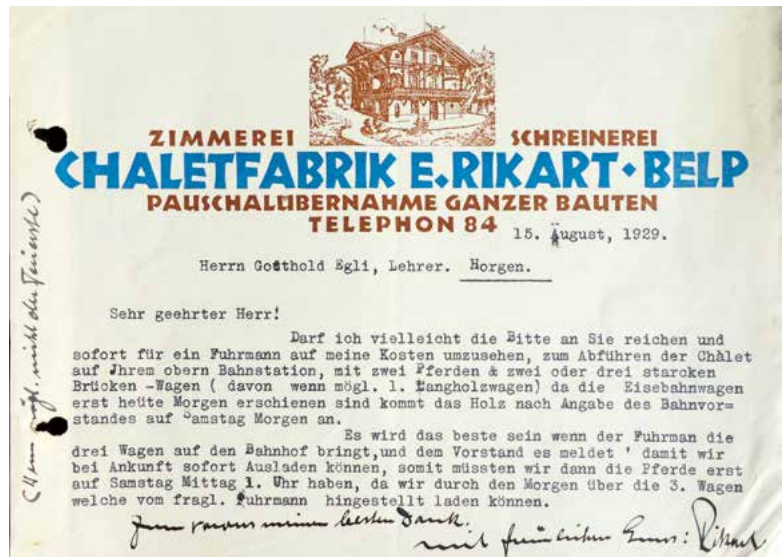 ZIMMEREI SCHREINEREI
CHALETFABRIK E. RIKART · BELP
PAUSCHALÜBERNAHME GANZER BAUTEN
TELEPHON 84
15. August, 1929.
Herrn Gotthold Egli, Lehrer. Horgen.
Sehr geehrter Herr!
Darf ich vielleicht die Bitte an Sie reichen und
sofort für ein Fuhrmann auf meine Kosten umzusehen, zum Abführen der Châlet
auf Jhrem obern Bahnstation, mit zwei Pferden & zwei oder drei starcken
Brücken -Wagen ( davon wenn mögl. 1. Langholzwagen) da die Eisebahnwagen
erst heüte Morgen erschienen sind kommt das Holz nach Angabe des Bahnvor=
standes auf Samstag Morgen an.
Es wird das beste sein wenn der Fuhrman die
drei Wagen auf den Bahnhof bringt,und dem Vorstand es meldet ' damit wir
bei Ankunft sofort Ausladen können, somit müssten wir dann die Pferde erst
auf Samstag Mittag 1. Uhr haben, da wir durch den Morgen über die 3. Wagen
welche vom fragl. Fuhrmann hingestellt laden können.
Zum voraus meinen besten Dank.
mit freundlichem Gruss: Rikart
(Wenn mögl. nicht der Teuerste)